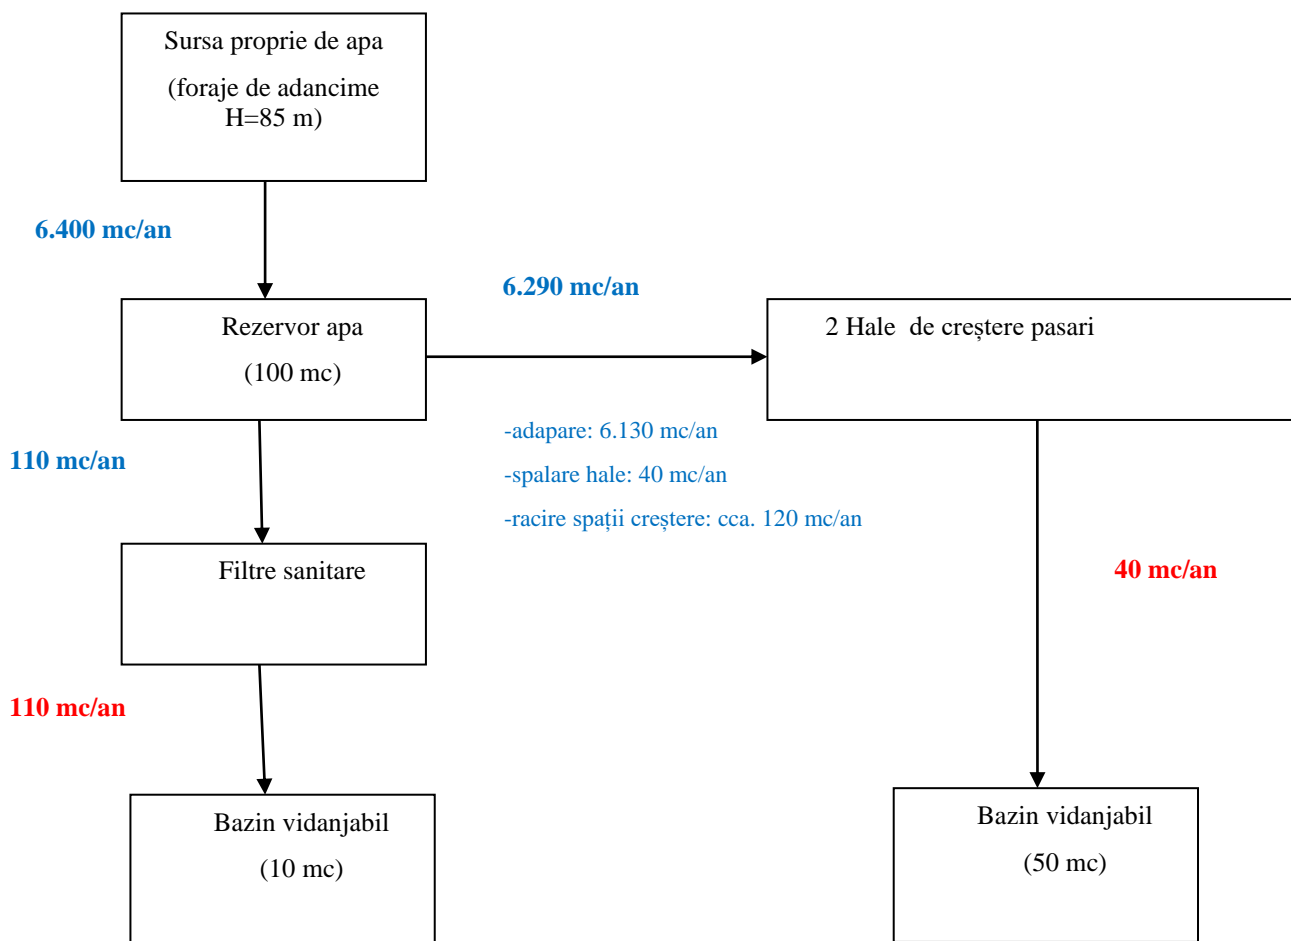 Sursa proprie de apa
(foraje de adancime
H=85 m)
6.400 mc/an
6.290 mc/an
Rezervor apa
(100 mc)
2 Hale de creștere pasari
-adapare: 6.130 mc/an
-spalare hale: 40 mc/an
-racire spații creștere: cca. 120 mc/an
110 mc/an
Filtre sanitare
40 mc/an
110 mc/an
Bazin vidanjabil
(10 mc)
Bazin vidanjabil
(50 mc)